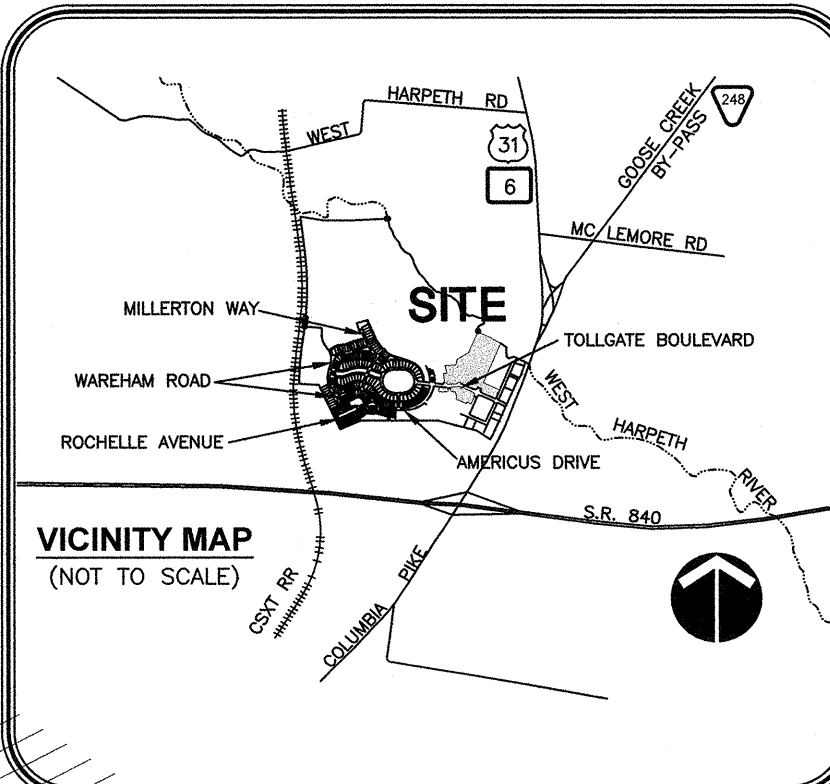 HARPETH RD
WEST
31
6
GOOSE CREEK
BY-PASS
248
MC LEMORE RD
SITE
MILLERTON WAY
TOLLGATE BOULEVARD
WAREHAM ROAD
WEST
HARPETH
RIVER
ROCHELLE AVENUE
AMERICUS DRIVE
S.R. 840
VICINITY MAP
(NOT TO SCALE)
CSXT RR
COLUMBIA PIKE